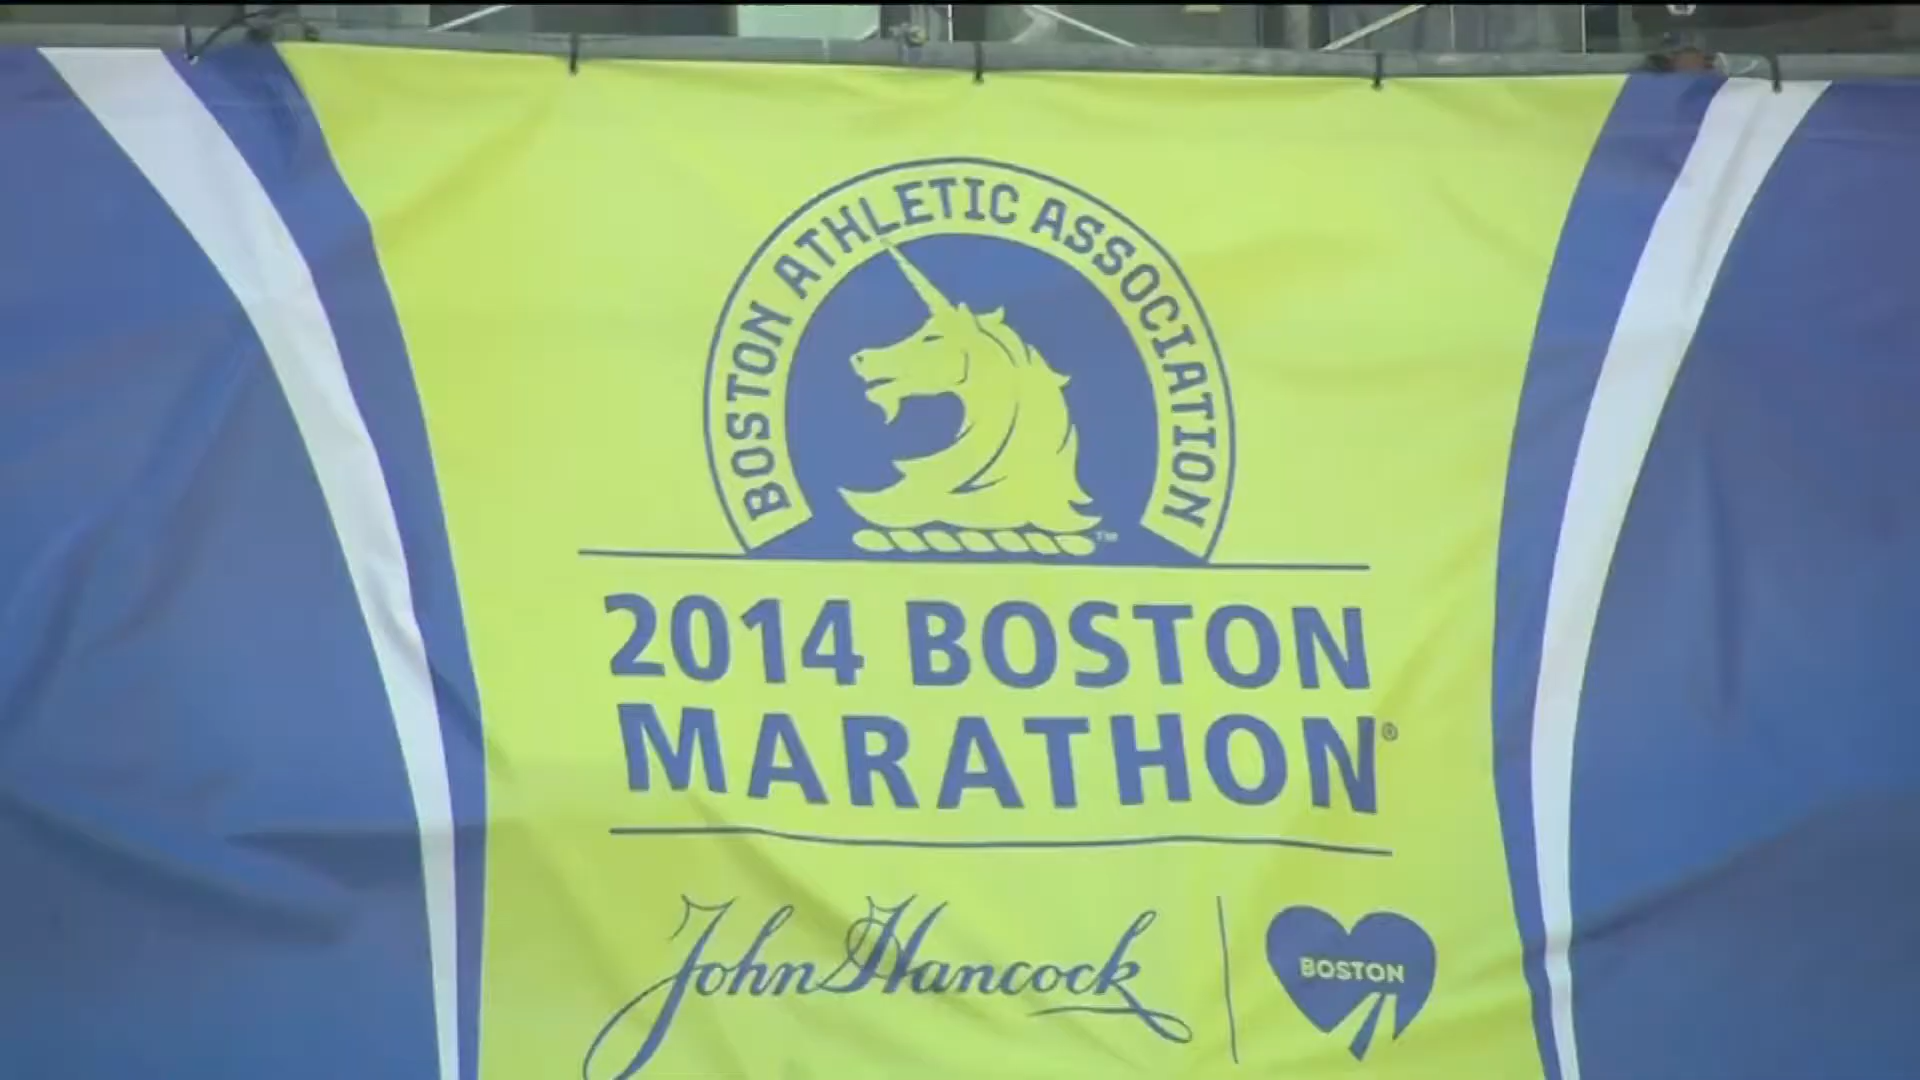 BOSTON ATHLETIC ASSOCIATION
TM
2014 BOSTON
MARATHON®
John Hancock
BOSTON